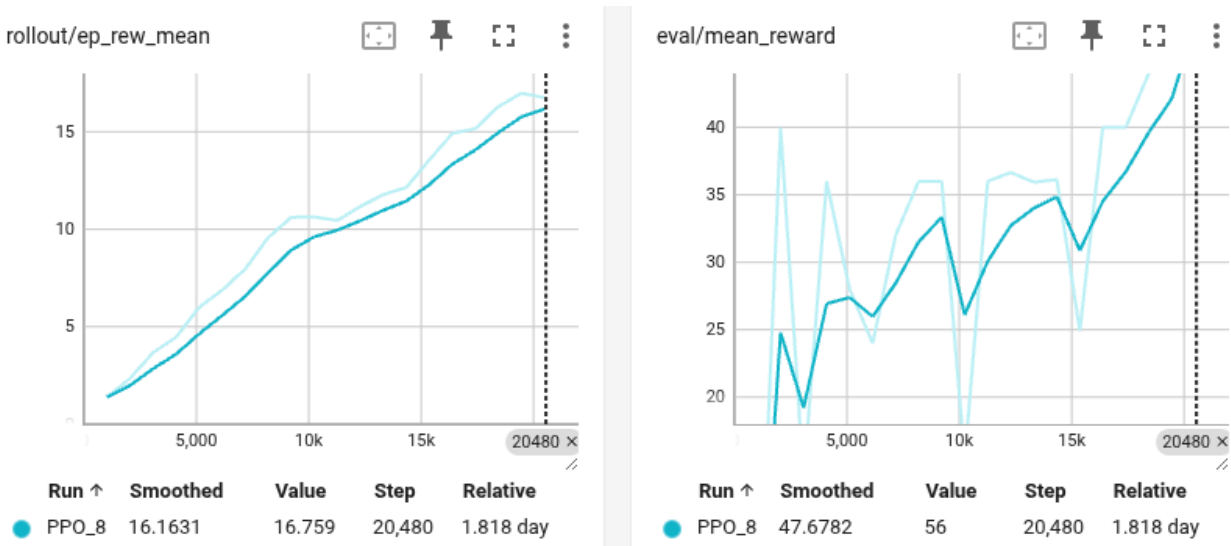 rollout/ep_rew_mean
15
10
5
0
5,000 10k 15k 20480 ×
Run ↑ Smoothed Value Step Relative
PPO_8 16.1631 16.759 20,480 1.818 day
eval/mean_reward
40
35
30
25
20
5,000 10k 15k 20480 ×
Run ↑ Smoothed Value Step Relative
PPO_8 47.6782 56 20,480 1.818 day